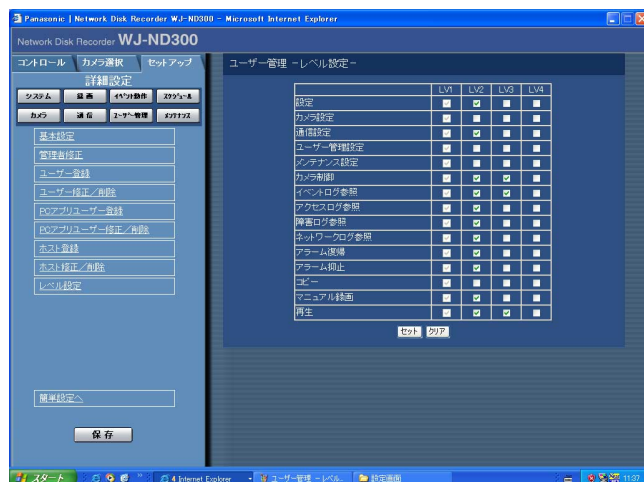 Panasonic | Network Disk Recorder WJ-ND300 - Microsoft Internet Explorer
Network Disk Recorder WJ-ND300
コントロール カメラ選択 セットアップ
詳細設定
システム 録画 イベント動作 スケジュール
カメラ 通信 ユーザー管理 メンテナンス
基本設定
管理者修正
ユーザー登録
ユーザー修正/削除
PCアプリユーザー登録
PCアプリユーザー修正/削除
ホスト登録
ホスト修正/削除
レベル設定
簡単設定へ
保存
ユーザー管理 -レベル設定-
LV1 LV2 LV3 LV4
設定
カメラ設定
通信設定
ユーザー管理設定
メンテナンス設定
カメラ制御
イベントログ参照
アクセスログ参照
障害ログ参照
ネットワークログ参照
アラーム復帰
アラーム抑止
コピー
マニュアル録画
再生
セット クリア
スタート 4 Internet Explorer ユーザー管理 -レベル... 設定画面 11:37